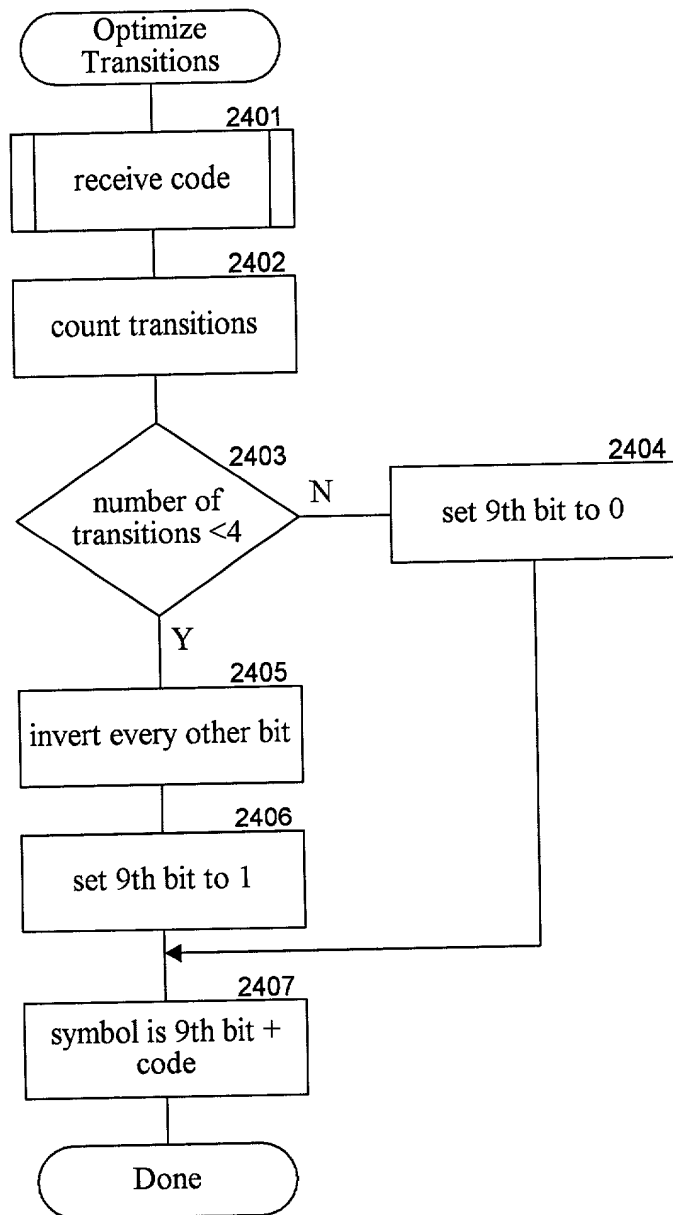 Optimize
Transitions
2401
receive code
2402
count transitions
2403
number of
transitions <4
N
2404
set 9th bit to 0
Y
2405
invert every other bit
2406
set 9th bit to 1
2407
symbol is 9th bit +
code
Done